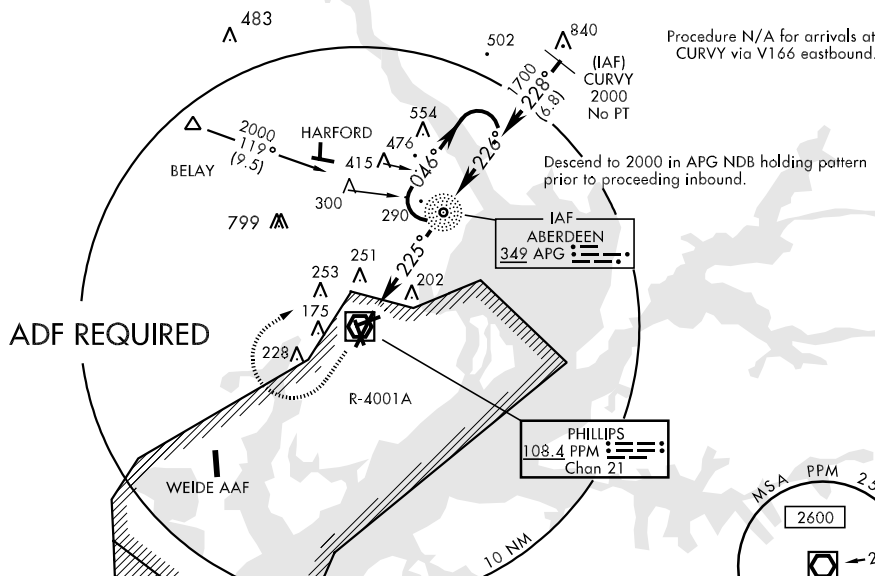 483
502
840
(IAF)
CURVY
2000
No PT
Procedure N/A for arrivals at
CURVY via V166 eastbound.
1700
228°
(6.8)
2000
119°
(9.5)
BELAY
HARFORD
554
476
415
300
290
046°
226°
Descend to 2000 in APG NDB holding pattern
prior to proceeding inbound.
799
IAF
ABERDEEN
349 APG
225°
251
253
202
175
228
ADF REQUIRED
R-4001A
PHILLIPS
108.4 PPM
Chan 21
WEIDE AAF
10 NM
MSA PPM 25
2600
2